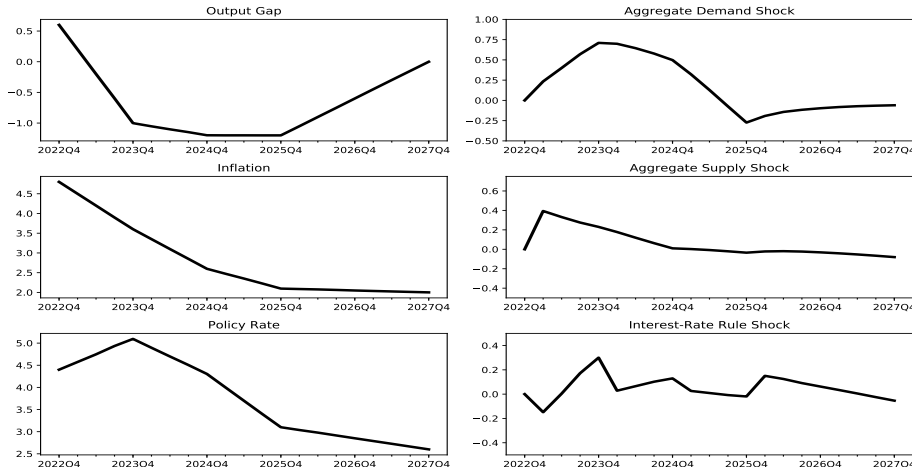 Output Gap
0.5
0.0
−0.5
−1.0
2022Q4 2023Q4 2024Q4 2025Q4 2026Q4 2027Q4
Aggregate Demand Shock
1.00
0.75
0.50
0.25
0.00
−0.25
−0.50
2022Q4 2023Q4 2024Q4 2025Q4 2026Q4 2027Q4
Inflation
4.5
4.0
3.5
3.0
2.5
2.0
2022Q4 2023Q4 2024Q4 2025Q4 2026Q4 2027Q4
Aggregate Supply Shock
0.6
0.4
0.2
0.0
−0.2
−0.4
2022Q4 2023Q4 2024Q4 2025Q4 2026Q4 2027Q4
Policy Rate
5.0
4.5
4.0
3.5
3.0
2.5
2022Q4 2023Q4 2024Q4 2025Q4 2026Q4 2027Q4
Interest-Rate Rule Shock
0.4
0.2
0.0
−0.2
−0.4
2022Q4 2023Q4 2024Q4 2025Q4 2026Q4 2027Q4